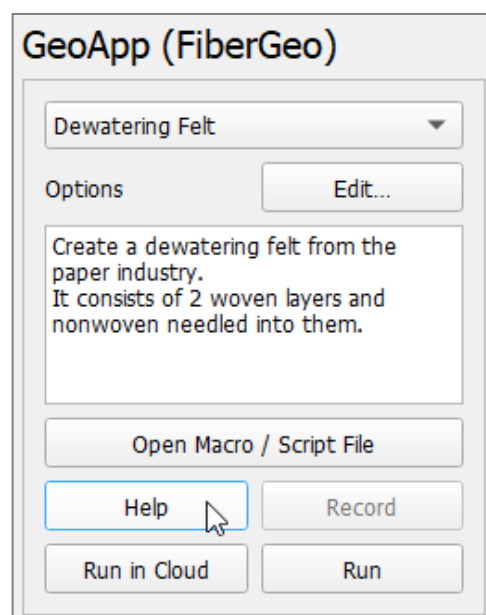 GeoApp (FiberGeo)
Dewatering Felt
Options
Edit...
Create a dewatering felt from the
paper industry.
It consists of 2 woven layers and
nonwoven needled into them.
Open Macro / Script File
Help
Record
Run in Cloud
Run